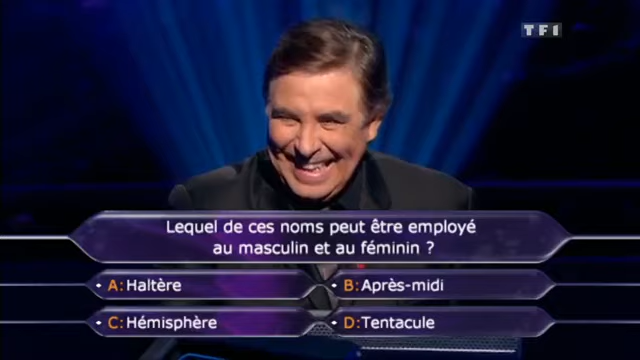 TF1
Lequel de ces noms peut être employé
au masculin et au féminin ?
A: Haltère
B: Après-midi
C: Hémisphère
D: Tentacule